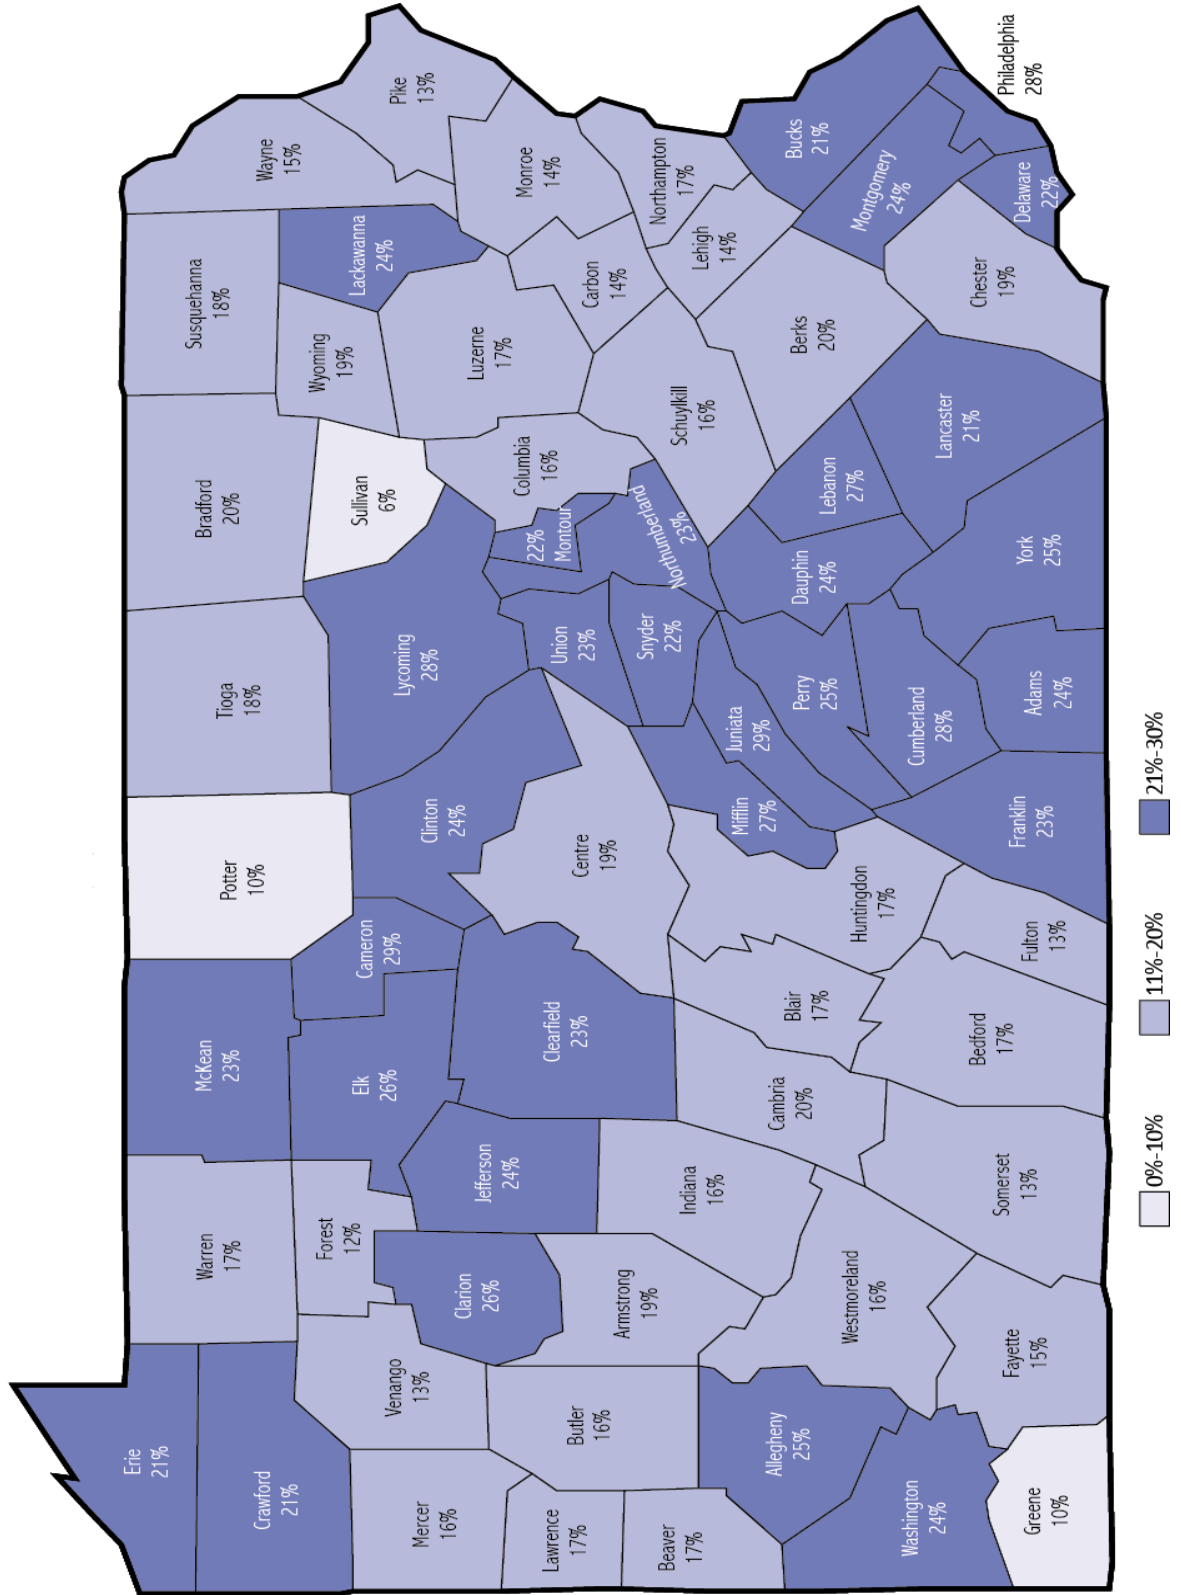 Erie
21%
Crawford
21%
Warren
17%
McKean
23%
Potter
10%
Tioga
18%
Bradford
20%
Susquehanna
18%
Wayne
15%
Pike
13%
Mercer
16%
Venango
13%
Forest
12%
Clarion
26%
Jefferson
24%
Elk
26%
Cameron
29%
Clinton
24%
Lycoming
28%
Sullivan
6%
Wyoming
19%
Lackawanna
24%
Luzerne
17%
Monroe
14%
Lawrence
17%
Butler
16%
Armstrong
19%
Clearfield
23%
Centre
19%
Union
23%
22%
Montour
Columbia
16%
Carbon
14%
Northampton
17%
Beaver
17%
Allegheny
25%
Westmoreland
16%
Indiana
16%
Cambria
20%
Blair
17%
Huntingdon
17%
Mifflin
27%
Juniata
29%
Snyder
22%
Northumberland
23%
Schuylkill
16%
Lehigh
14%
Bucks
21%
Perry
25%
Dauphin
24%
Lebanon
27%
Berks
20%
Montgomery
24%
Philadelphia
28%
Washington
24%
Greene
10%
Fayette
15%
Somerset
13%
Bedford
17%
Fulton
13%
Franklin
23%
Cumberland
28%
Adams
24%
York
25%
Lancaster
21%
Chester
19%
Delaware
22%
0%-10%
11%-20%
21%-30%